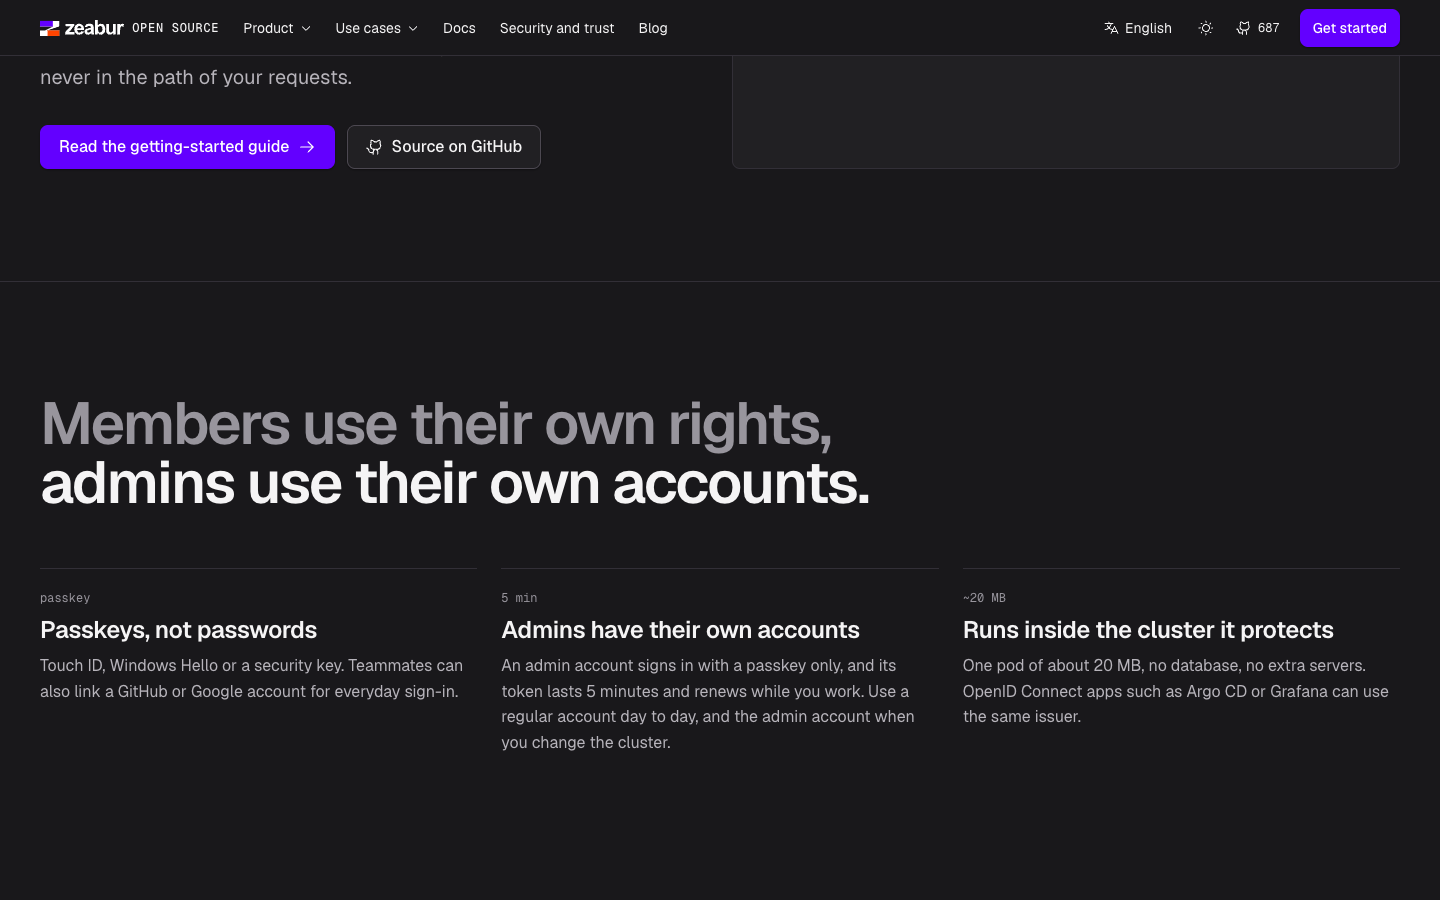 zeabur OPEN SOURCE Product Use cases Docs Security and trust Blog English 687 Get started
never in the path of your requests.
Read the getting-started guide → Source on GitHub
Members use their own rights,
admins use their own accounts.
passkey
Passkeys, not passwords
Touch ID, Windows Hello or a security key. Teammates can
also link a GitHub or Google account for everyday sign-in.
5 min
Admins have their own accounts
An admin account signs in with a passkey only, and its
token lasts 5 minutes and renews while you work. Use a
regular account day to day, and the admin account when
you change the cluster.
~20 MB
Runs inside the cluster it protects
One pod of about 20 MB, no database, no extra servers.
OpenID Connect apps such as Argo CD or Grafana can use
the same issuer.